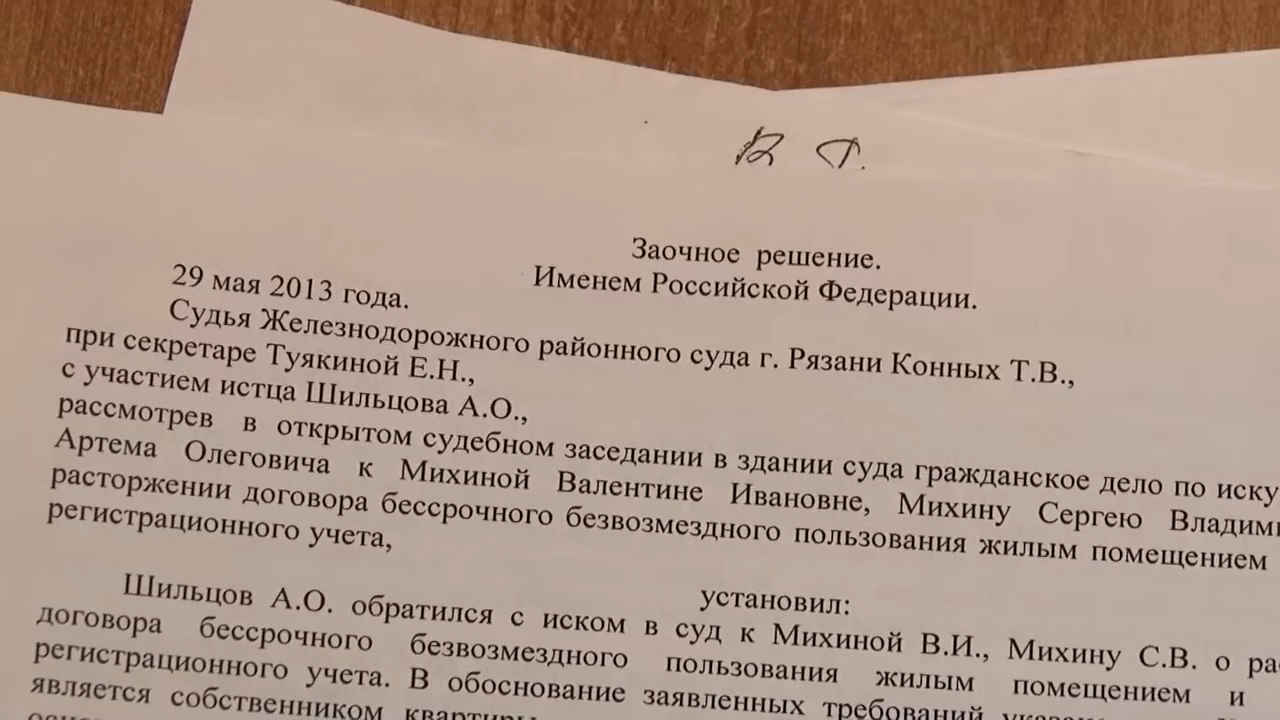 Заочное решение.
Именем Российской Федерации.
29 мая 2013 года.
Судья Железнодорожного районного суда г. Рязани Конных Т.В.,
при секретаре Туякиной Е.Н.,
с участием истца Шильцова А.О.,
рассмотрев в открытом судебном заседании в здании суда гражданское дело по иску
Артема Олеговича к Михиной Валентине Ивановне, Михину Сергею
расторжении договора бессрочного безвозмездного пользования жилым помещением
регистрационного учета,
установил:
Шильцов А.О. обратился с иском в суд к Михиной В.И., Михину С.В. о
договора бессрочного безвозмездного пользования жилым помещением и
регистрационного учета. В обоснование заявленных требований
является собственником